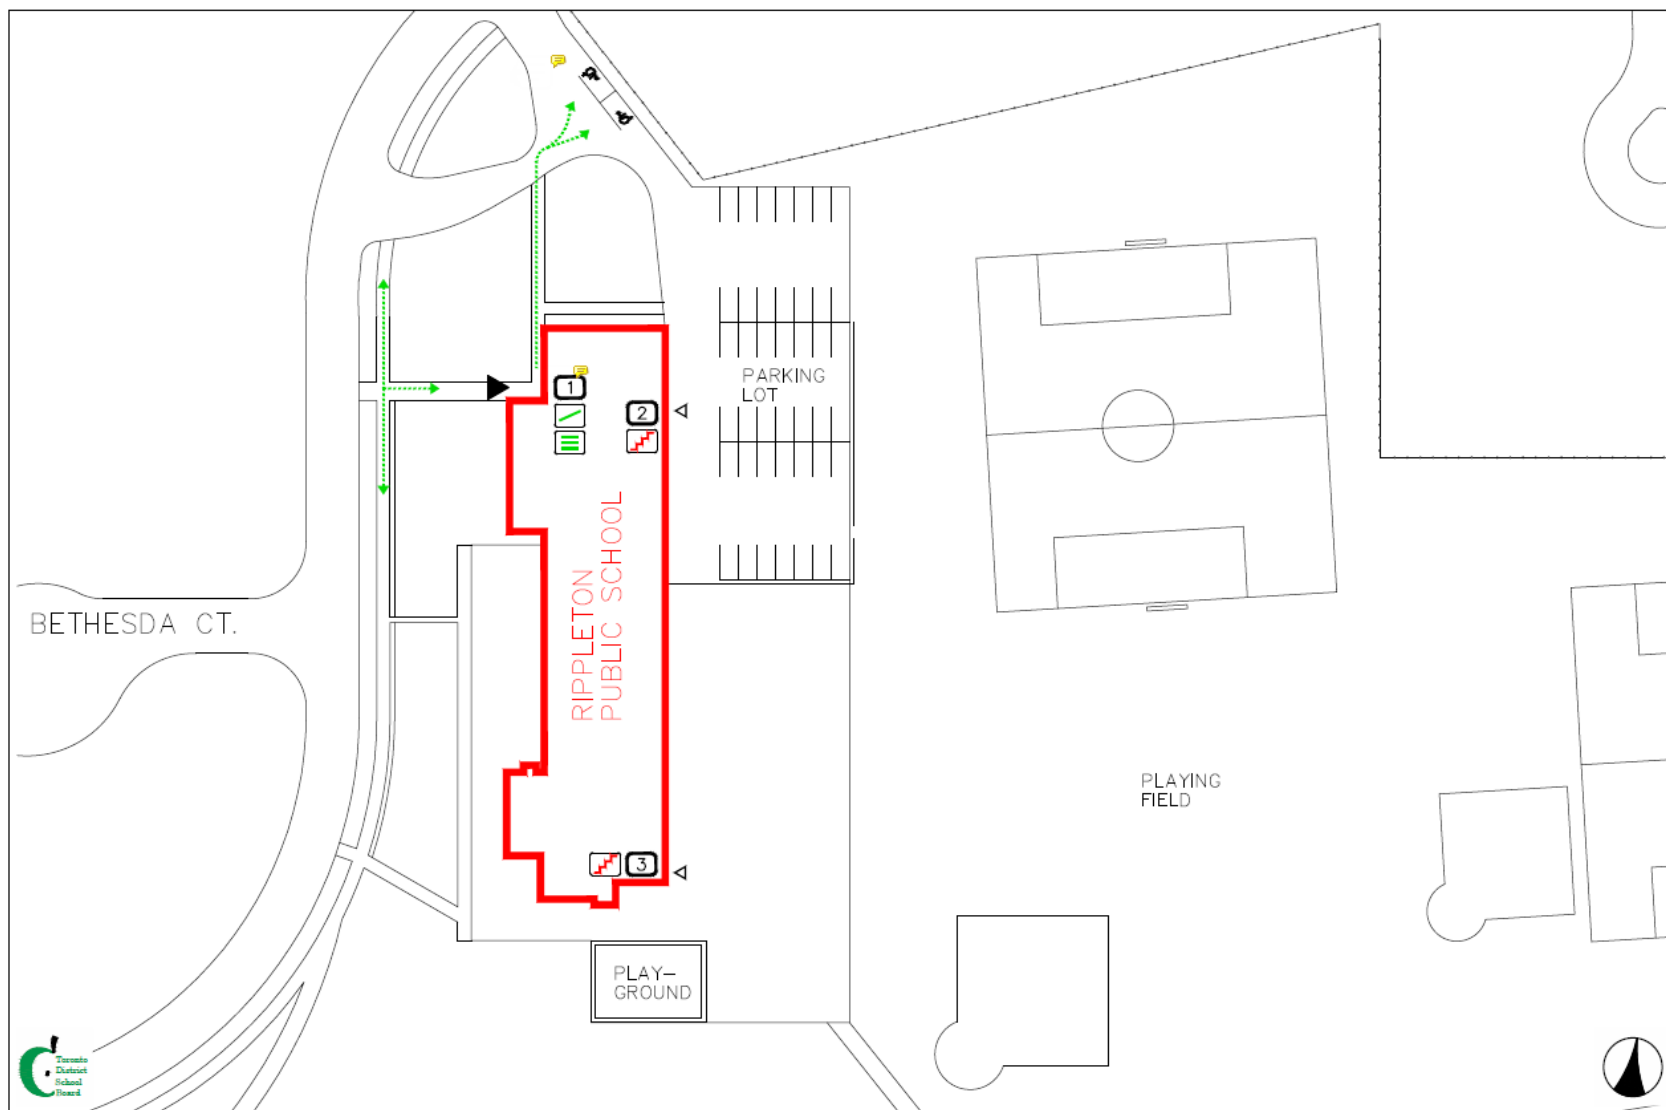 PARKING
LOT
1
2
RIPPLETON
PUBLIC SCHOOL
BETHESDA CT.
PLAYING
FIELD
3
PLAY-
GROUND
Toronto
District
School
Board